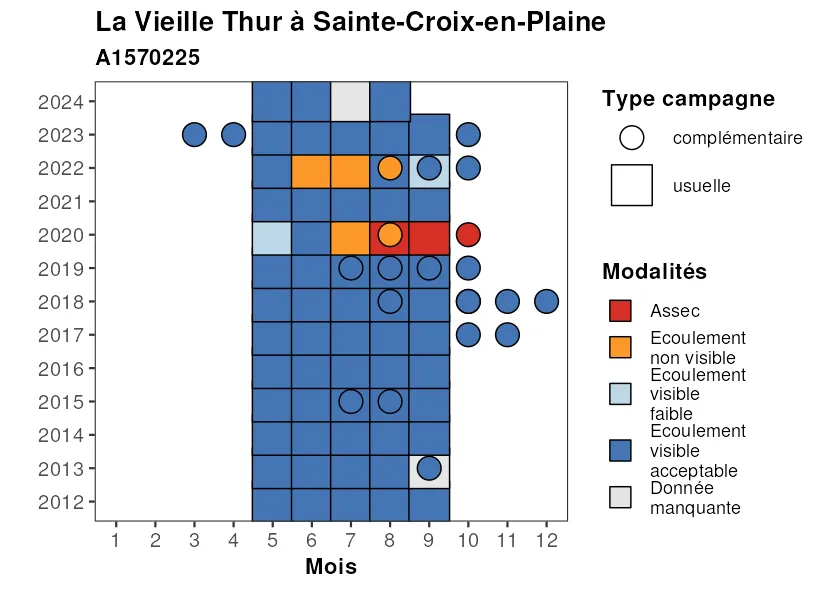 La Vieille Thur à Sainte-Croix-en-Plaine
A1570225
2024
2023
2022
2021
2020
2019
2018
2017
2016
2015
2014
2013
2012
1 2 3 4 5 6 7 8 9 10 11 12
Mois
Type campagne
complémentaire
usuelle
Modalités
Assec
Ecoulement
non visible
Ecoulement
visible
faible
Ecoulement
visible
acceptable
Donnée
manquante